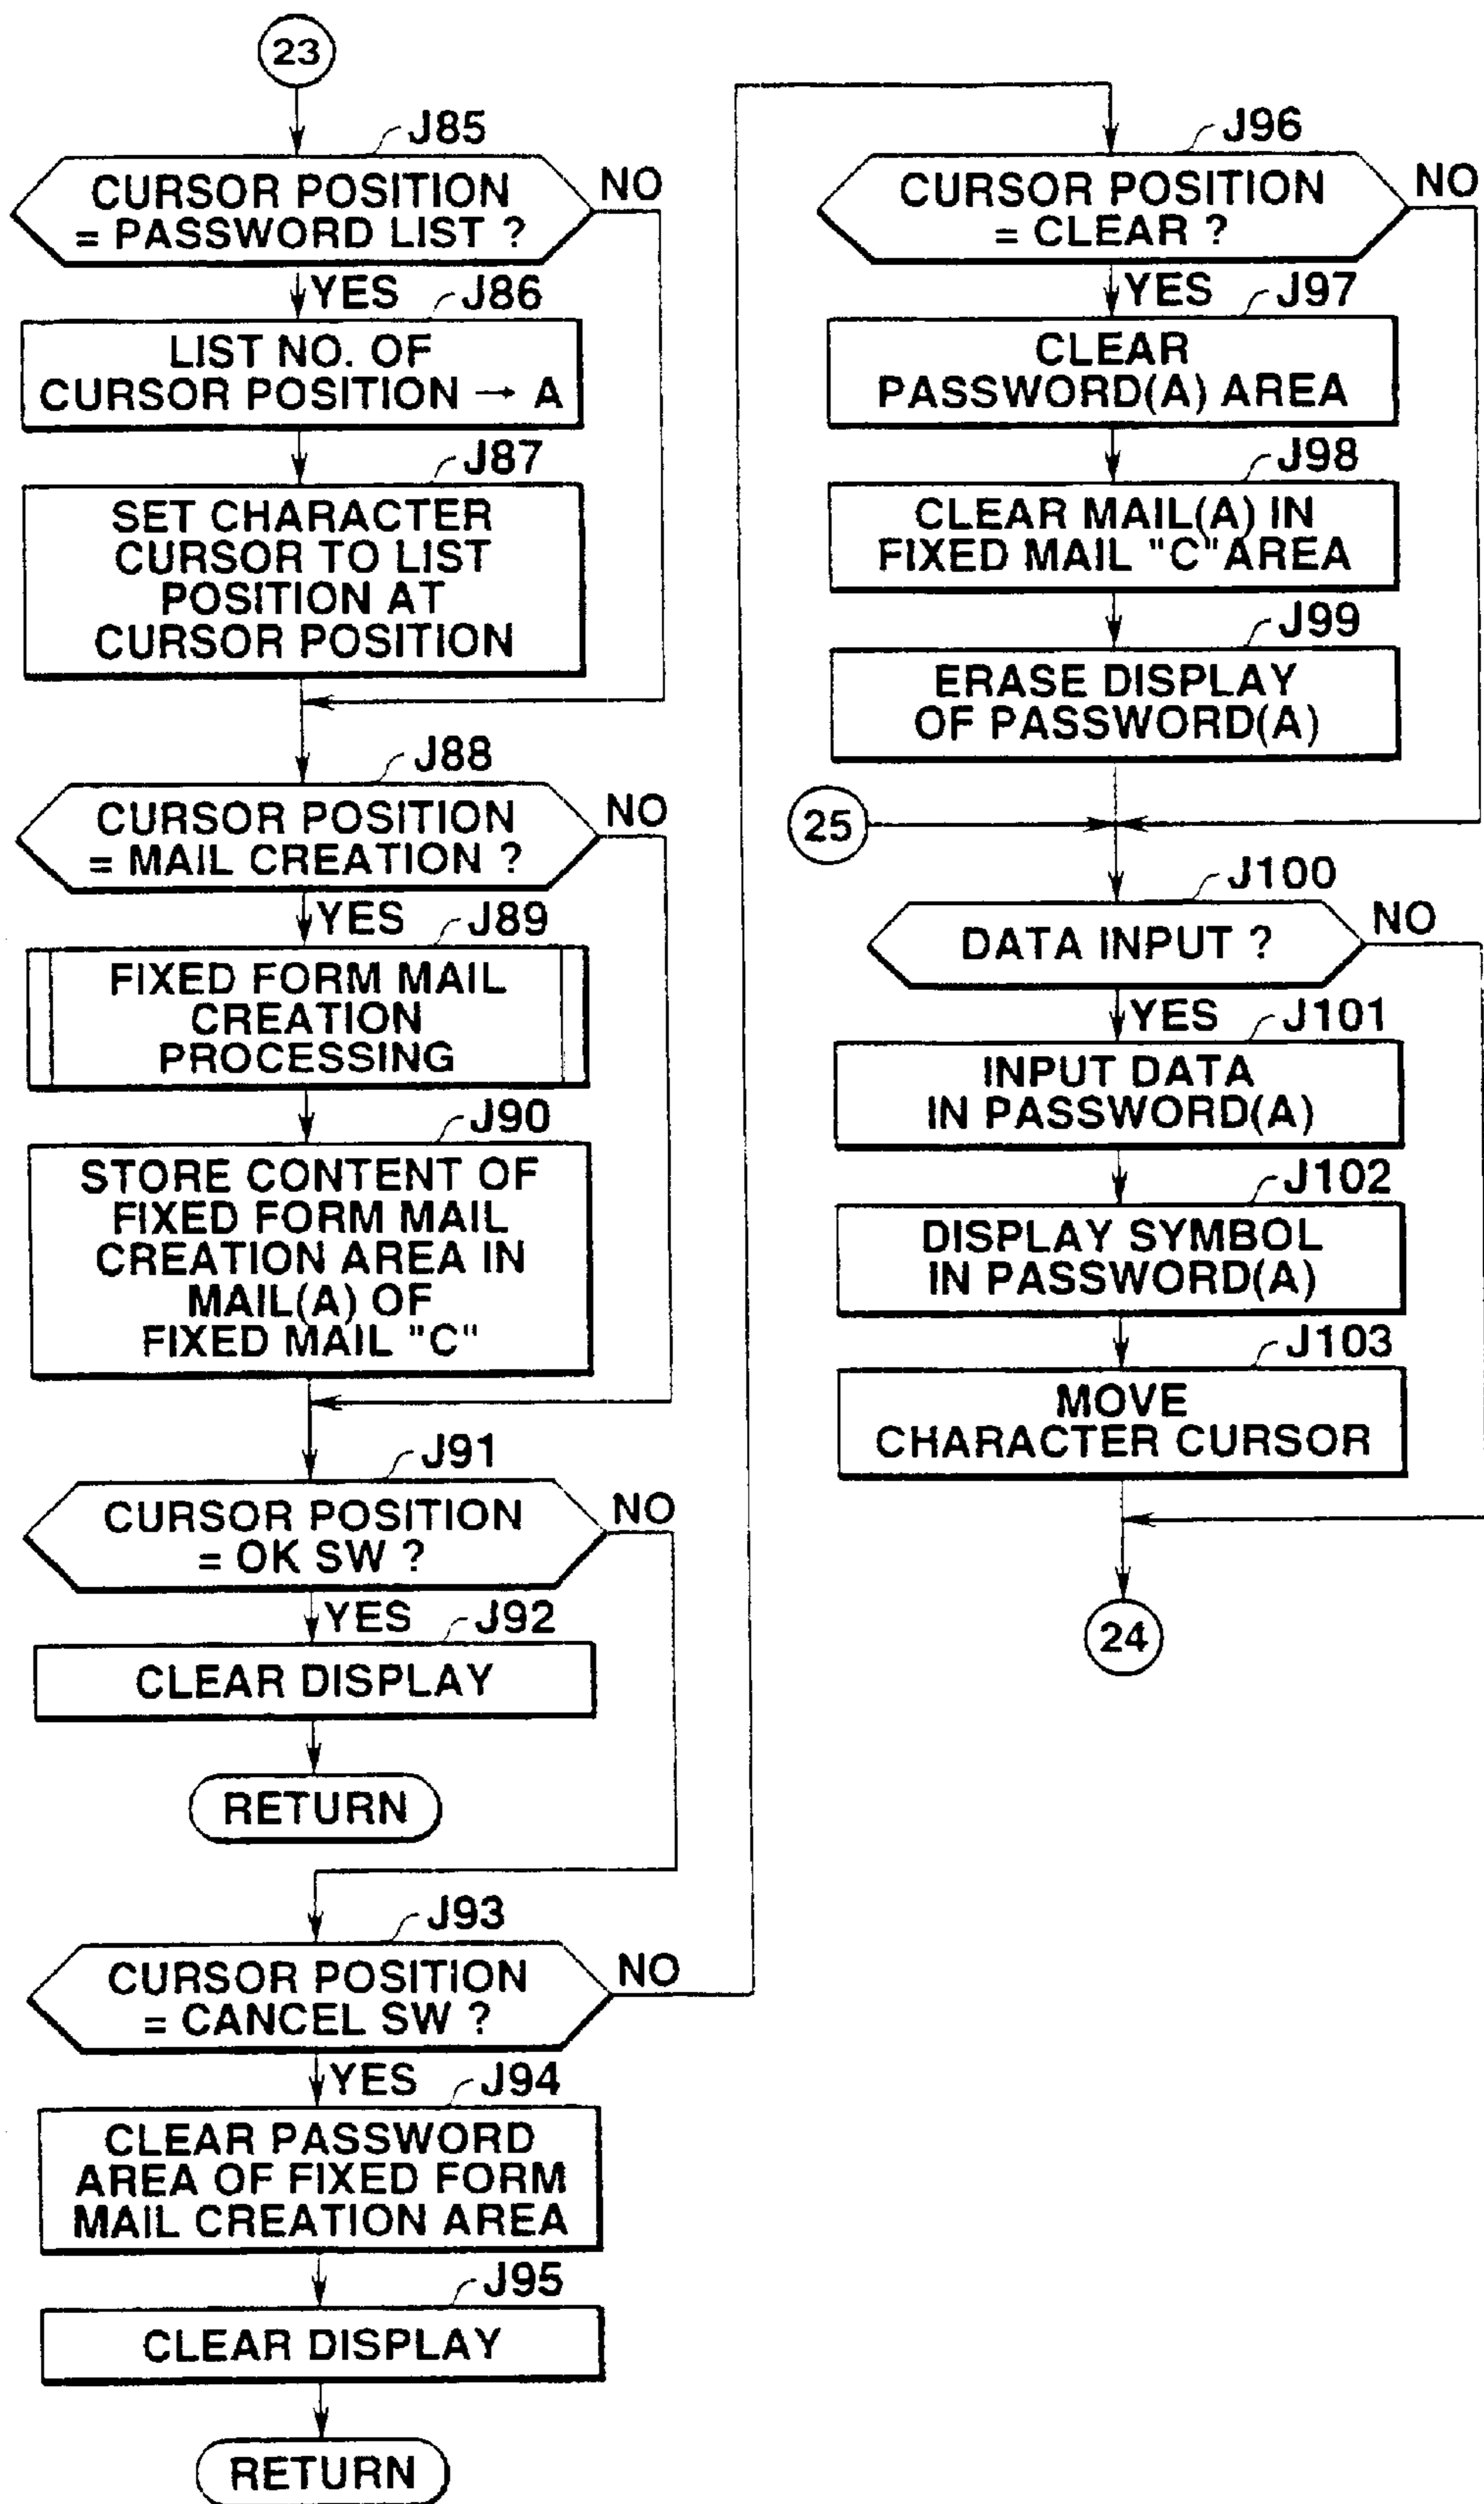 23
J85
CURSOR POSITION
= PASSWORD LIST ?
NO
YES
J86
LIST NO. OF
CURSOR POSITION → A
J87
SET CHARACTER
CURSOR TO LIST
POSITION AT
CURSOR POSITION
J88
CURSOR POSITION
= MAIL CREATION ?
NO
YES
J89
FIXED FORM MAIL
CREATION
PROCESSING
J90
STORE CONTENT OF
FIXED FORM MAIL
CREATION AREA IN
MAIL(A) OF
FIXED MAIL "C"
J91
CURSOR POSITION
= OK SW ?
NO
YES
J92
CLEAR DISPLAY
RETURN
J93
CURSOR POSITION
= CANCEL SW ?
NO
YES
J94
CLEAR PASSWORD
AREA OF FIXED FORM
MAIL CREATION AREA
J95
CLEAR DISPLAY
RETURN
J96
CURSOR POSITION
= CLEAR ?
NO
YES
J97
CLEAR
PASSWORD(A) AREA
J98
CLEAR MAIL(A) IN
FIXED MAIL "C"AREA
J99
ERASE DISPLAY
OF PASSWORD(A)
25
J100
DATA INPUT ?
NO
YES
J101
INPUT DATA
IN PASSWORD(A)
J102
DISPLAY SYMBOL
IN PASSWORD(A)
J103
MOVE
CHARACTER CURSOR
24